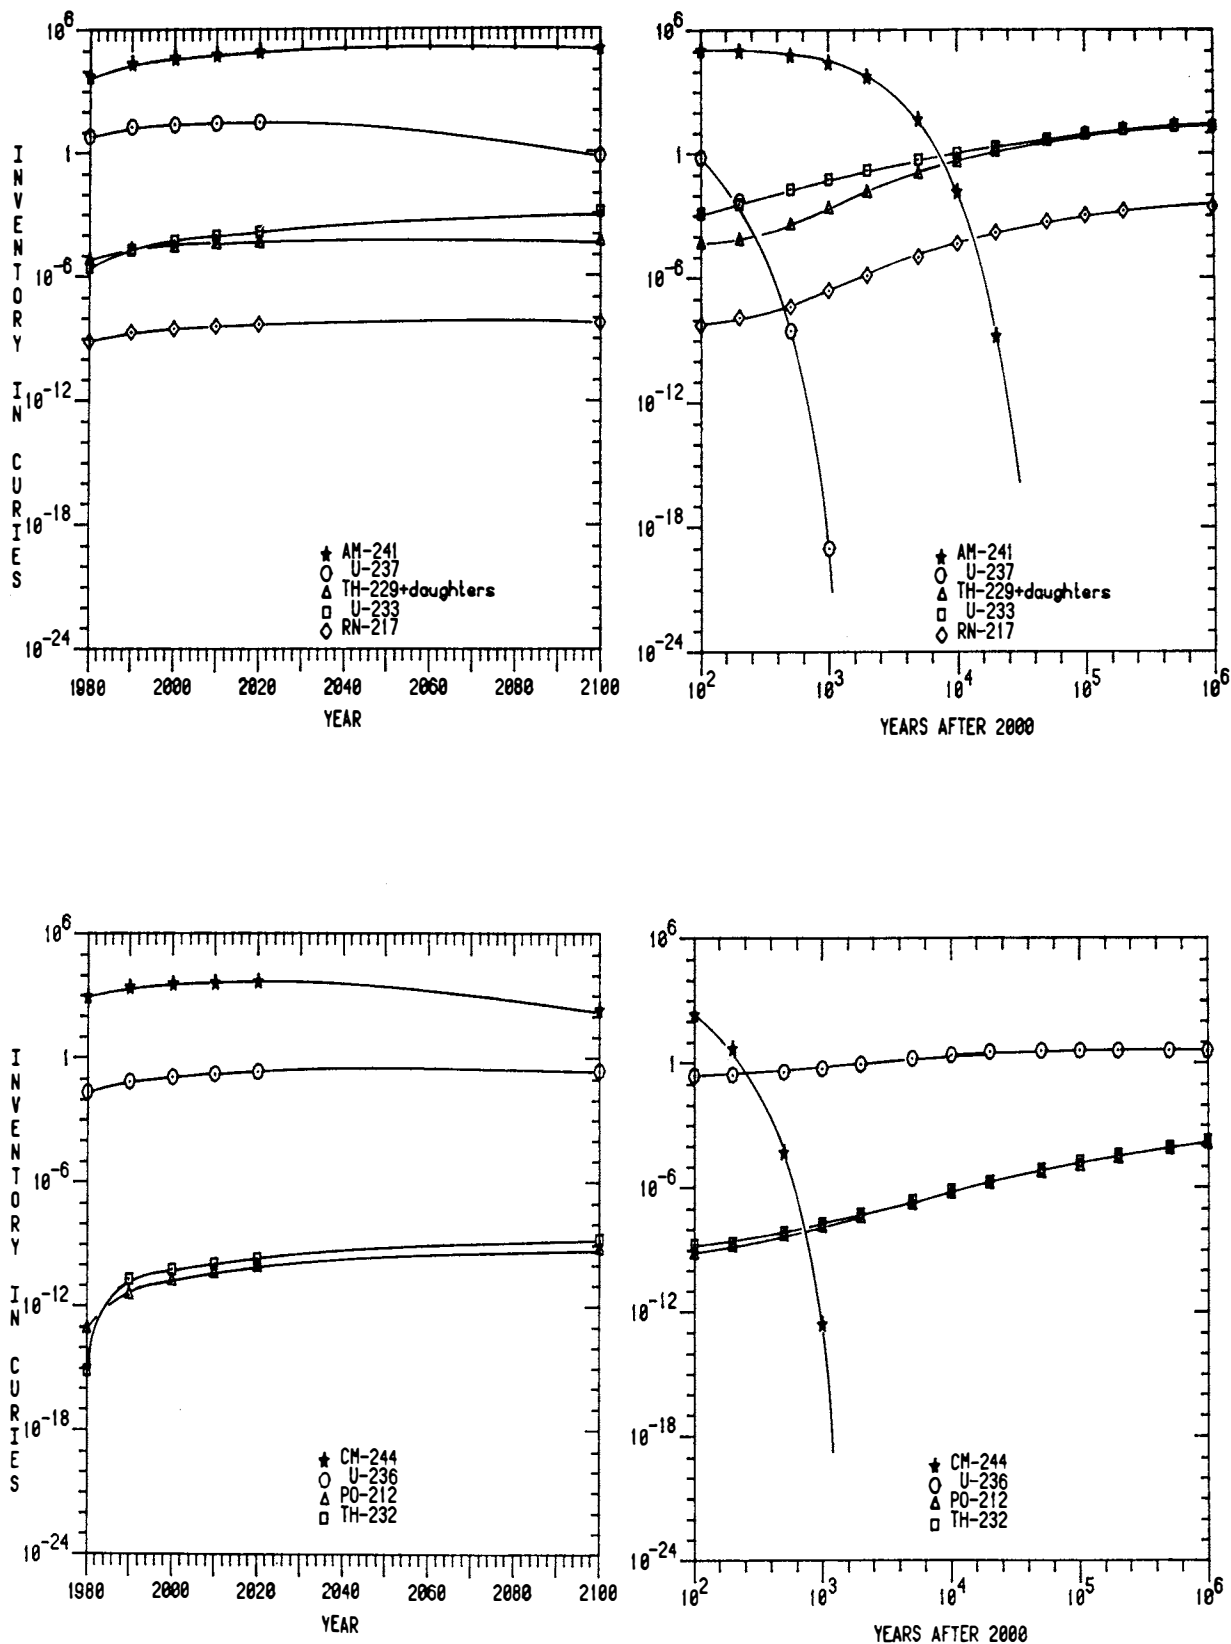 INVENTORY IN CURIES
10^6
1
10^-6
10^-12
10^-18
10^-24
AM-241
U-237
TH-229+daughters
U-233
RN-217
1980 2000 2020 2040 2060 2080 2100
YEAR
10^6
1
10^-6
10^-12
10^-18
10^-24
AM-241
U-237
TH-229+daughters
U-233
RN-217
10^2 10^3 10^4 10^5 10^6
YEARS AFTER 2000
INVENTORY IN CURIES
10^6
1
10^-6
10^-12
10^-18
10^-24
CM-244
U-236
PO-212
TH-232
1980 2000 2020 2040 2060 2080 2100
YEAR
10^6
1
10^-6
10^-12
10^-18
10^-24
CM-244
U-236
PO-212
TH-232
10^2 10^3 10^4 10^5 10^6
YEARS AFTER 2000